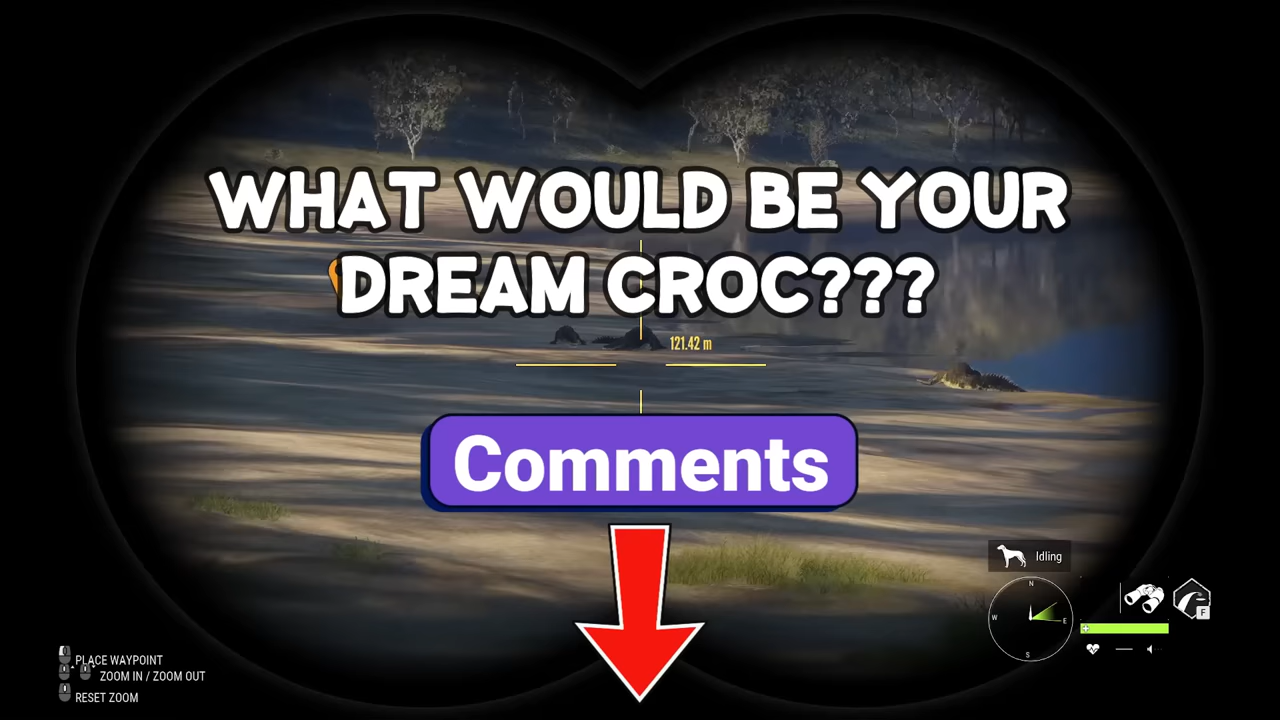 WHAT WOULD BE YOUR
DREAM CROC???
121.42 m
Comments
Idling
N
W
E
S
F
PLACE WAYPOINT
ZOOM IN / ZOOM OUT
RESET ZOOM